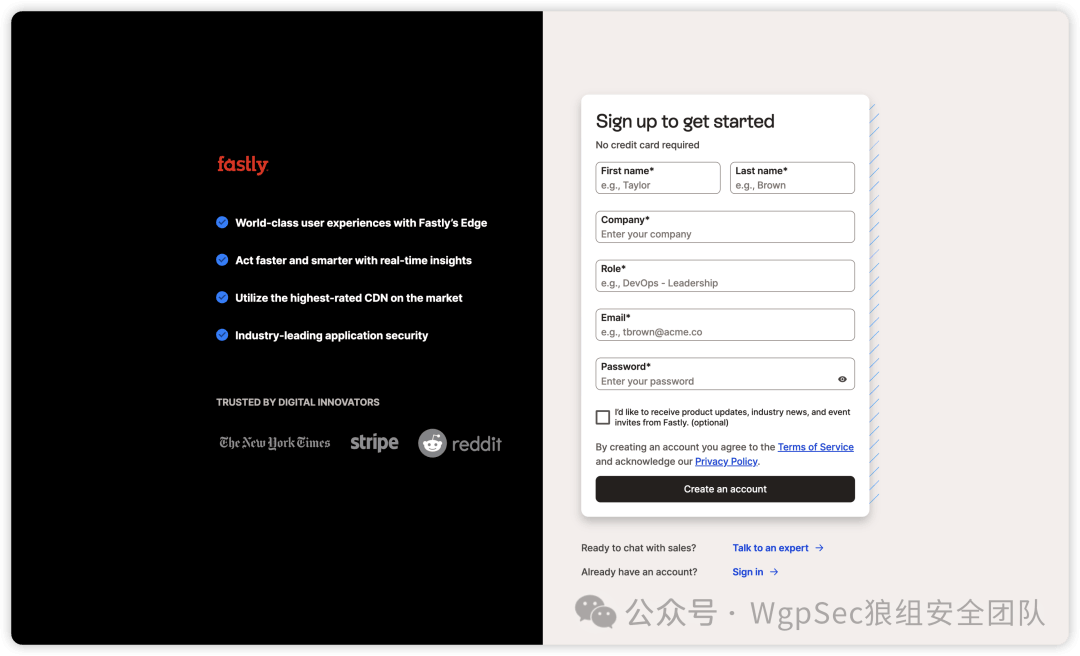 fastly
World-class user experiences with Fastly's Edge
Act faster and smarter with real-time insights
Utilize the highest-rated CDN on the market
Industry-leading application security
TRUSTED BY DIGITAL INNOVATORS
The New York Times stripe reddit
Sign up to get started
No credit card required
First name* Last name*
e.g., Taylor e.g., Brown
Company*
Enter your company
Role*
e.g., DevOps - Leadership
Email*
e.g., tbrown@acme.co
Password*
Enter your password
I'd like to receive product updates, industry news, and event
invites from Fastly. (optional)
By creating an account you agree to the Terms of Service
and acknowledge our Privacy Policy.
Create an account
Ready to chat with sales? Talk to an expert →
Already have an account? Sign in →
公众号 · WgpSec狼组安全团队